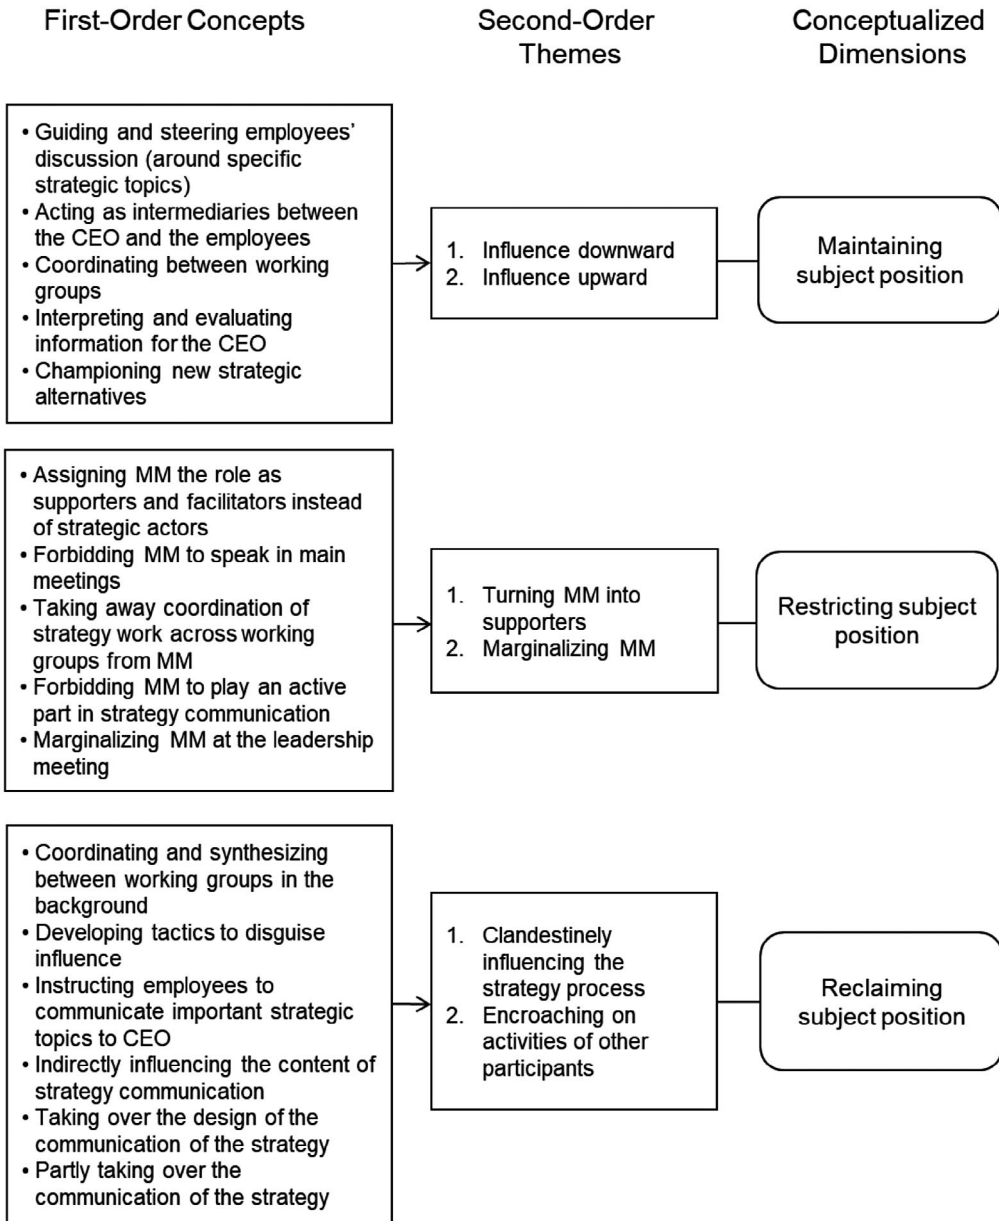 First-Order Concepts
Second-Order
Themes
Conceptualized
Dimensions
• Guiding and steering employees’
discussion (around specific
strategic topics)
• Acting as intermediaries between
the CEO and the employees
• Coordinating between working
groups
• Interpreting and evaluating
information for the CEO
• Championing new strategic
alternatives
1. Influence downward
2. Influence upward
Maintaining
subject position
• Assigning MM the role as
supporters and facilitators instead
of strategic actors
• Forbidding MM to speak in main
meetings
• Taking away coordination of
strategy work across working
groups from MM
• Forbidding MM to play an active
part in strategy communication
• Marginalizing MM at the leadership
meeting
1. Turning MM into
supporters
2. Marginalizing MM
Restricting subject
position
• Coordinating and synthesizing
between working groups in the
background
• Developing tactics to disguise
influence
• Instructing employees to
communicate important strategic
topics to CEO
• Indirectly influencing the content of
strategy communication
• Taking over the design of the
communication of the strategy
• Partly taking over the
communication of the strategy
1. Clandestinely
influencing the
strategy process
2. Encroaching on
activities of other
participants
Reclaiming
subject position